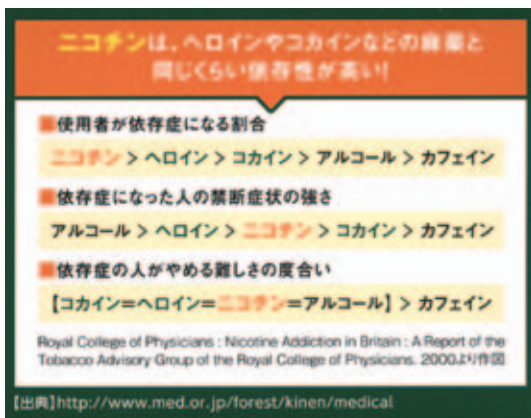 ニコチンは、ヘロインやコカインなどの麻薬と
同じくらい依存性が高い!
■使用者が依存症になる割合
ニコチン > ヘロイン > コカイン > アルコール > カフェイン
■依存症になった人の禁断症状の強さ
アルコール > ヘロイン > ニコチン > コカイン > カフェイン
■依存症の人がやめる難しさの度合い
【コカイン=ヘロイン=ニコチン=アルコール】 > カフェイン
Royal College of Physicians : Nicotine Addiction in Britain : A Report of the
Tobacco Advisory Group of the Royal College of Physicians. 2000より作図
【出典】http://www.med.or.jp/forest/kinen/medical